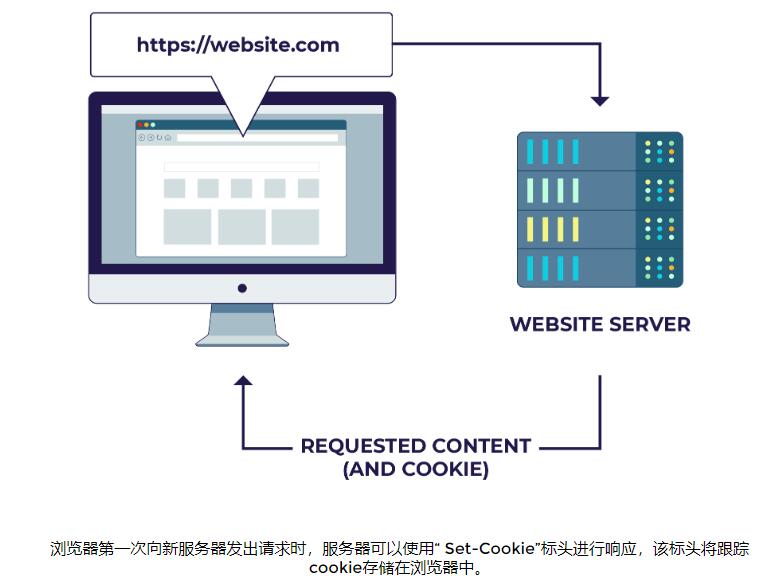 https://website.com
WEBSITE SERVER
REQUESTED CONTENT
(AND COOKIE)
浏览器第一次向新服务器发出请求时，服务器可以使用“ Set-Cookie”标头进行响应，该标头将跟踪
cookie存储在浏览器中。